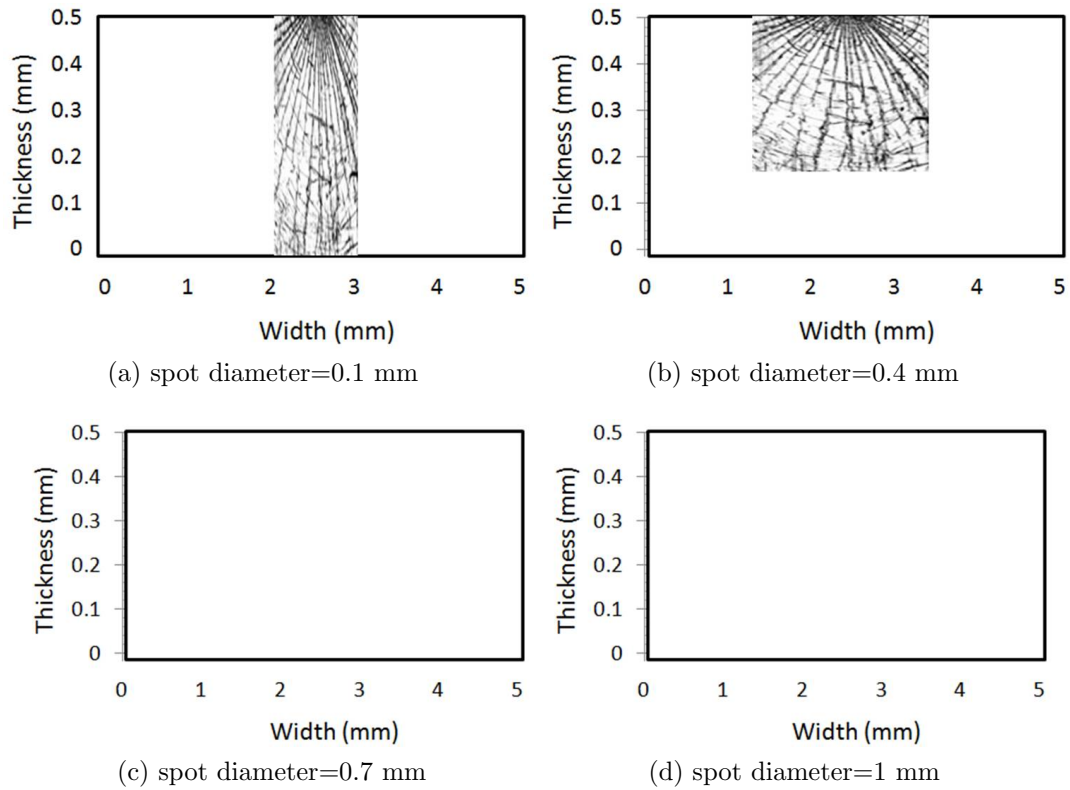 0.5
0.4
0.3
0.2
0.1
0
Thickness (mm)
0 1 2 3 4 5
Width (mm)
(a) spot diameter=0.1 mm
0.5
0.4
0.3
0.2
0.1
0
Thickness (mm)
0 1 2 3 4 5
Width (mm)
(b) spot diameter=0.4 mm
0.5
0.4
0.3
0.2
0.1
0
Thickness (mm)
0 1 2 3 4 5
Width (mm)
(c) spot diameter=0.7 mm
0.5
0.4
0.3
0.2
0.1
0
Thickness (mm)
0 1 2 3 4 5
Width (mm)
(d) spot diameter=1 mm